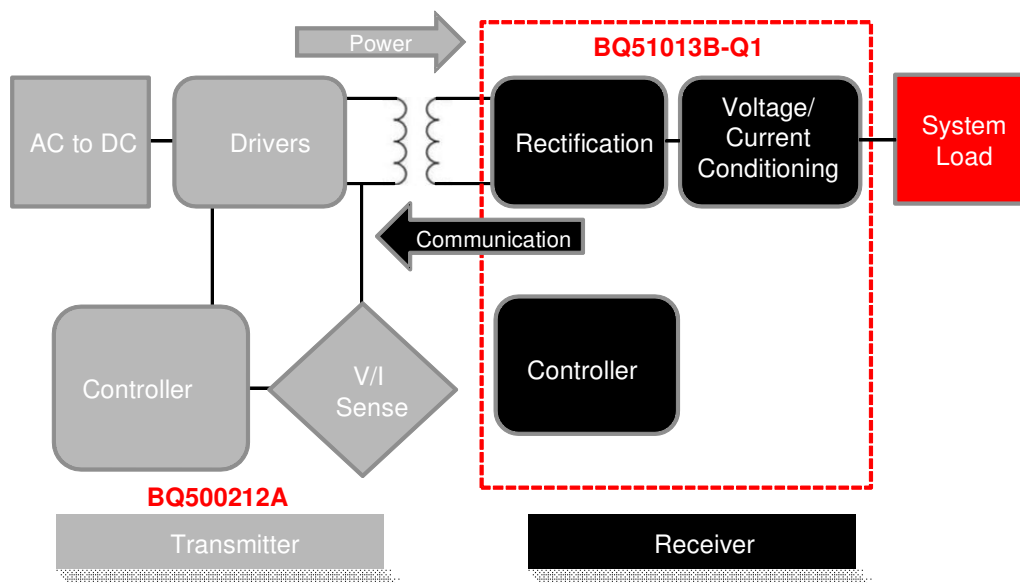 Power
BQ51013B-Q1
AC to DC
Drivers
Rectification
Voltage/
Current
Conditioning
System
Load
Communication
Controller
V/I
Sense
Controller
BQ500212A
Transmitter
Receiver